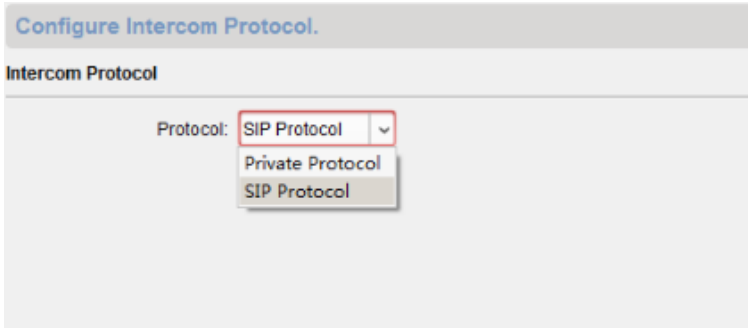 Configure Intercom Protocol.
Intercom Protocol
Protocol: SIP Protocol
Private Protocol
SIP Protocol